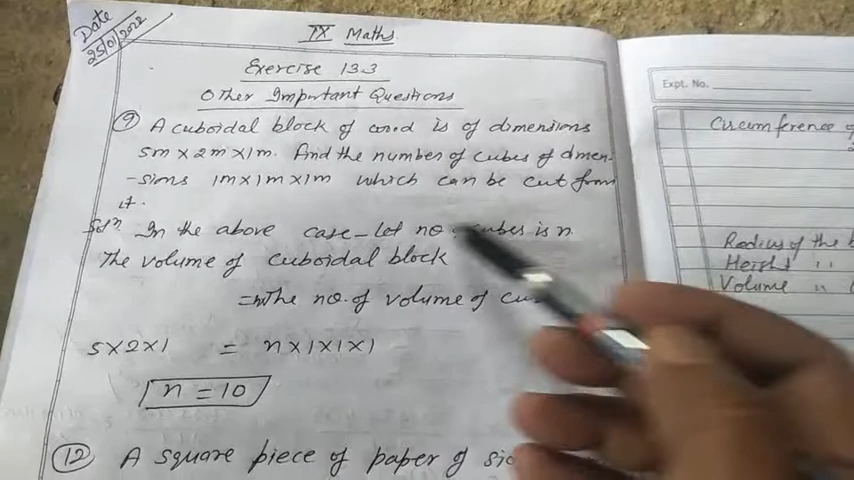 Date
25/01/2022
IX Maths.
Exercise 13.3
Other Important Questions
9 A cuboidal block of is of dimensions
5m X 2m X 1m. Find the number of cubes of dimen-
-sions 1m X 1m X 1m which can be cut from
it.
Solⁿ In the above case - let no cubes is n
The volume of cuboidal block
= The no. of volume of cu
5 X 2 X 1 = n X 1 X 1 X 1
n = 10
12 A square piece of paper of
Expt. No.
Circumference of
Radius of the
Height "
Volume "